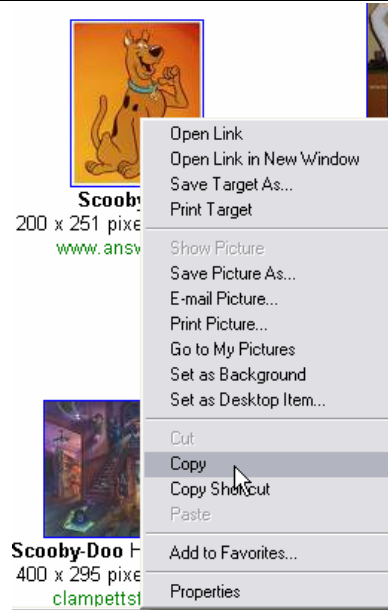 Open Link
Open Link in New Window
Save Target As...
Print Target
Show Picture
Save Picture As...
E-mail Picture...
Print Picture...
Go to My Pictures
Set as Background
Set as Desktop Item...
Cut
Copy
Copy Shortcut
Paste
Add to Favorites...
Properties
Scooby
200 x 251 pixe
www.answ
Scooby-Doo H
400 x 295 pixe
clampettst